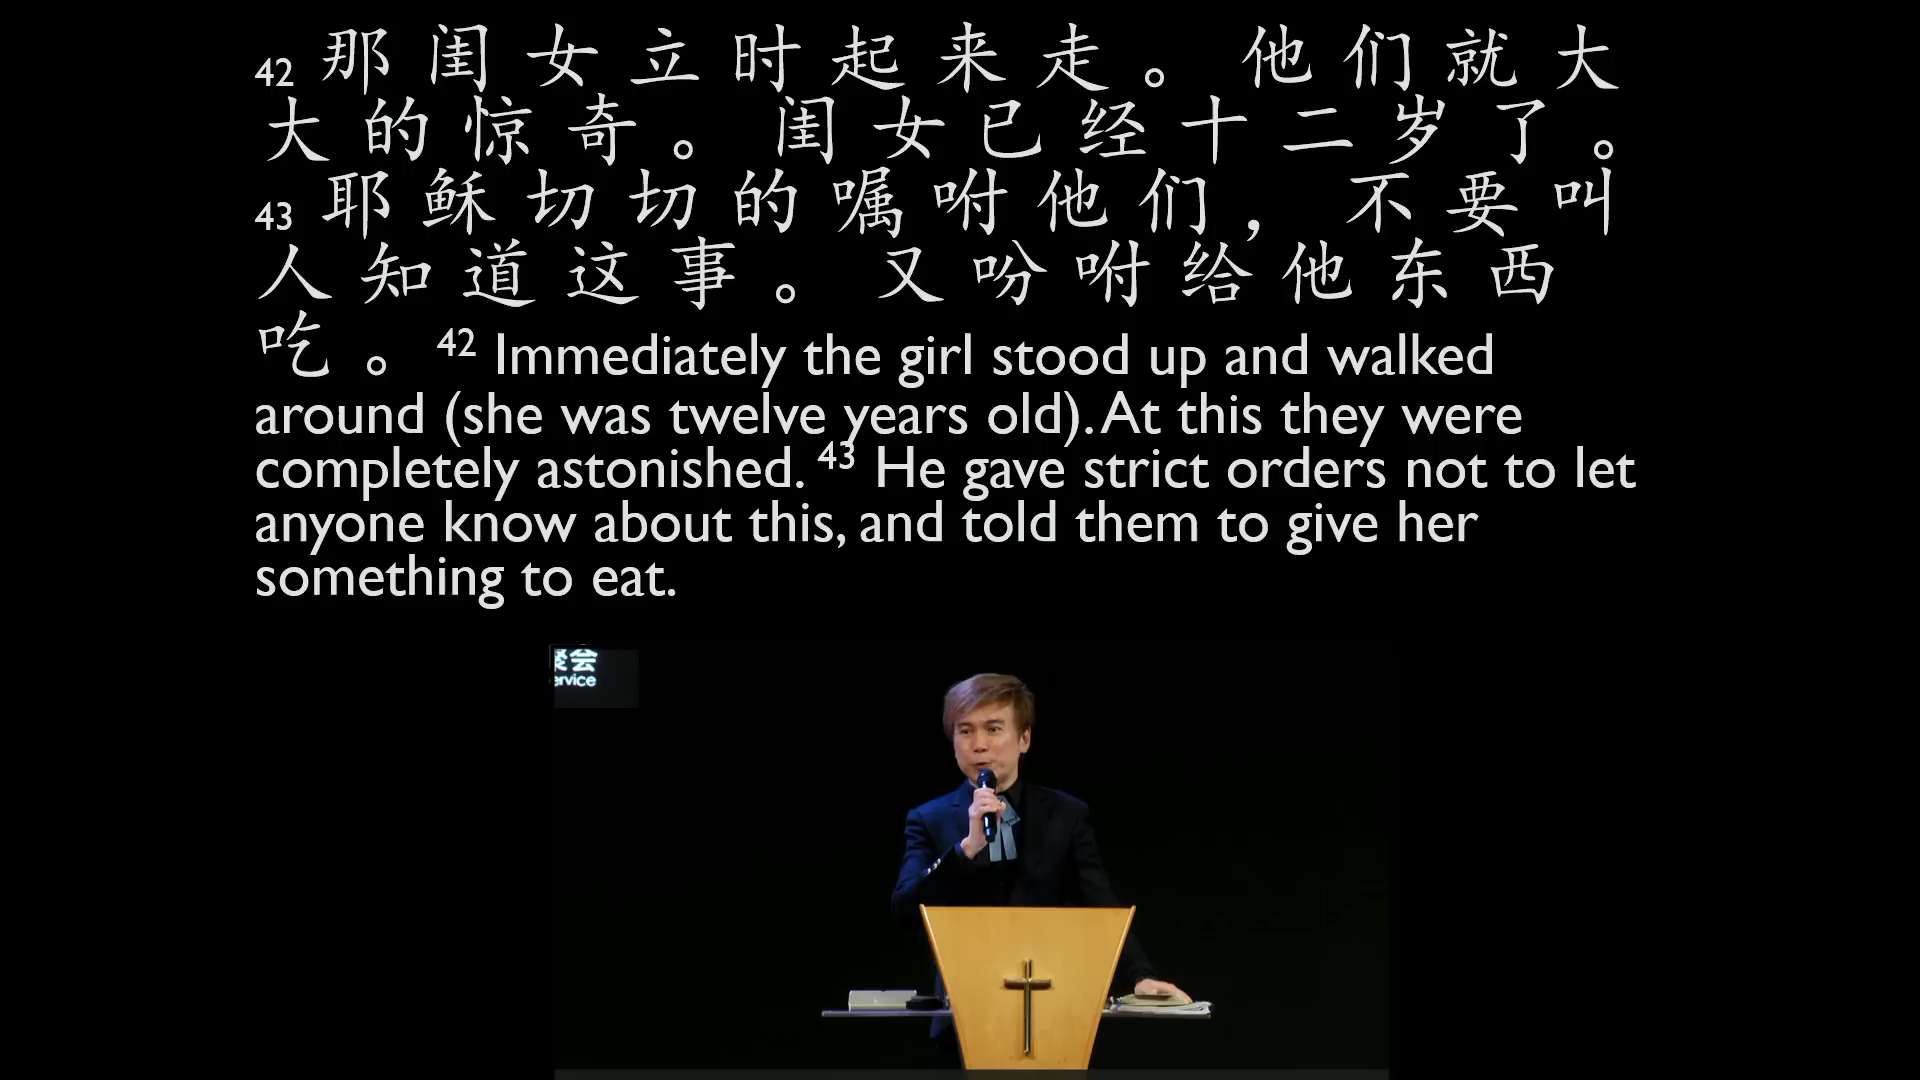 42 那闺女立时起来走。他们就大
大的惊奇。闺女已经十二岁了。
43 耶稣切切的嘱咐他们，不要叫
人知道这事。又吩咐给他东西
吃。 42 Immediately the girl stood up and walked
around (she was twelve years old). At this they were
completely astonished. 43 He gave strict orders not to let
anyone know about this, and told them to give her
something to eat.
会
ervice